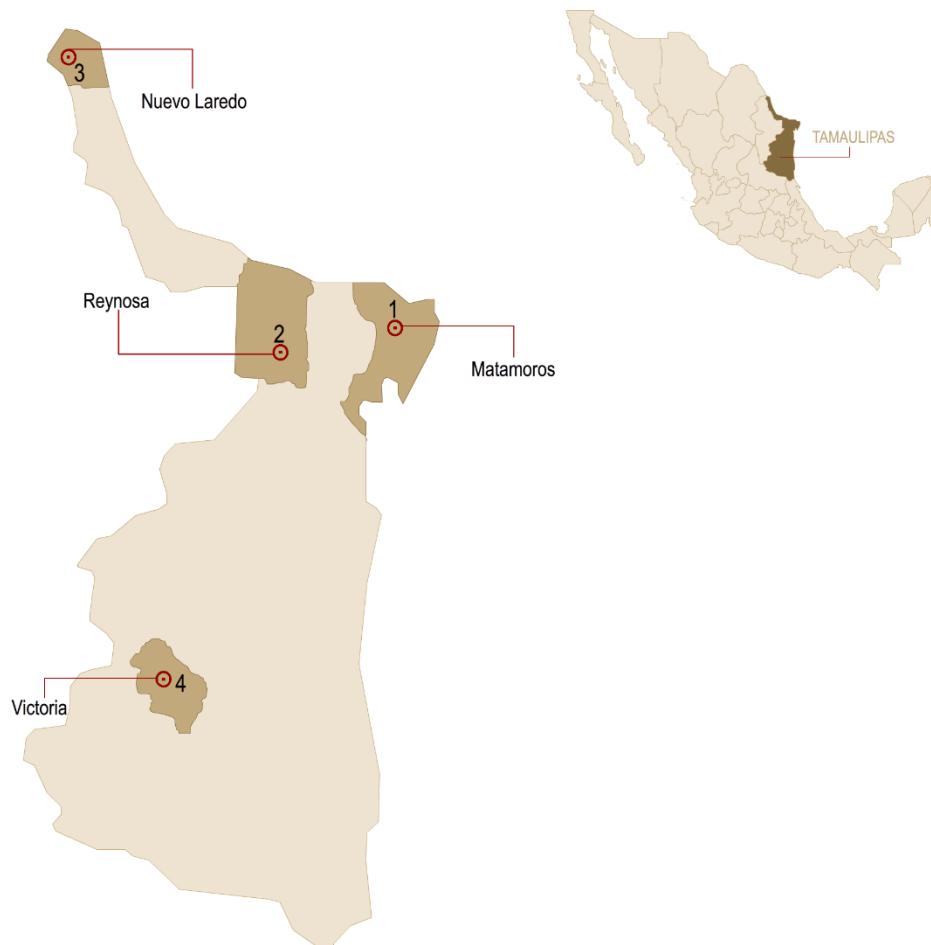 3
Nuevo Laredo
TAMAULIPAS
Reynosa
1
2
Matamoros
4
Victoria